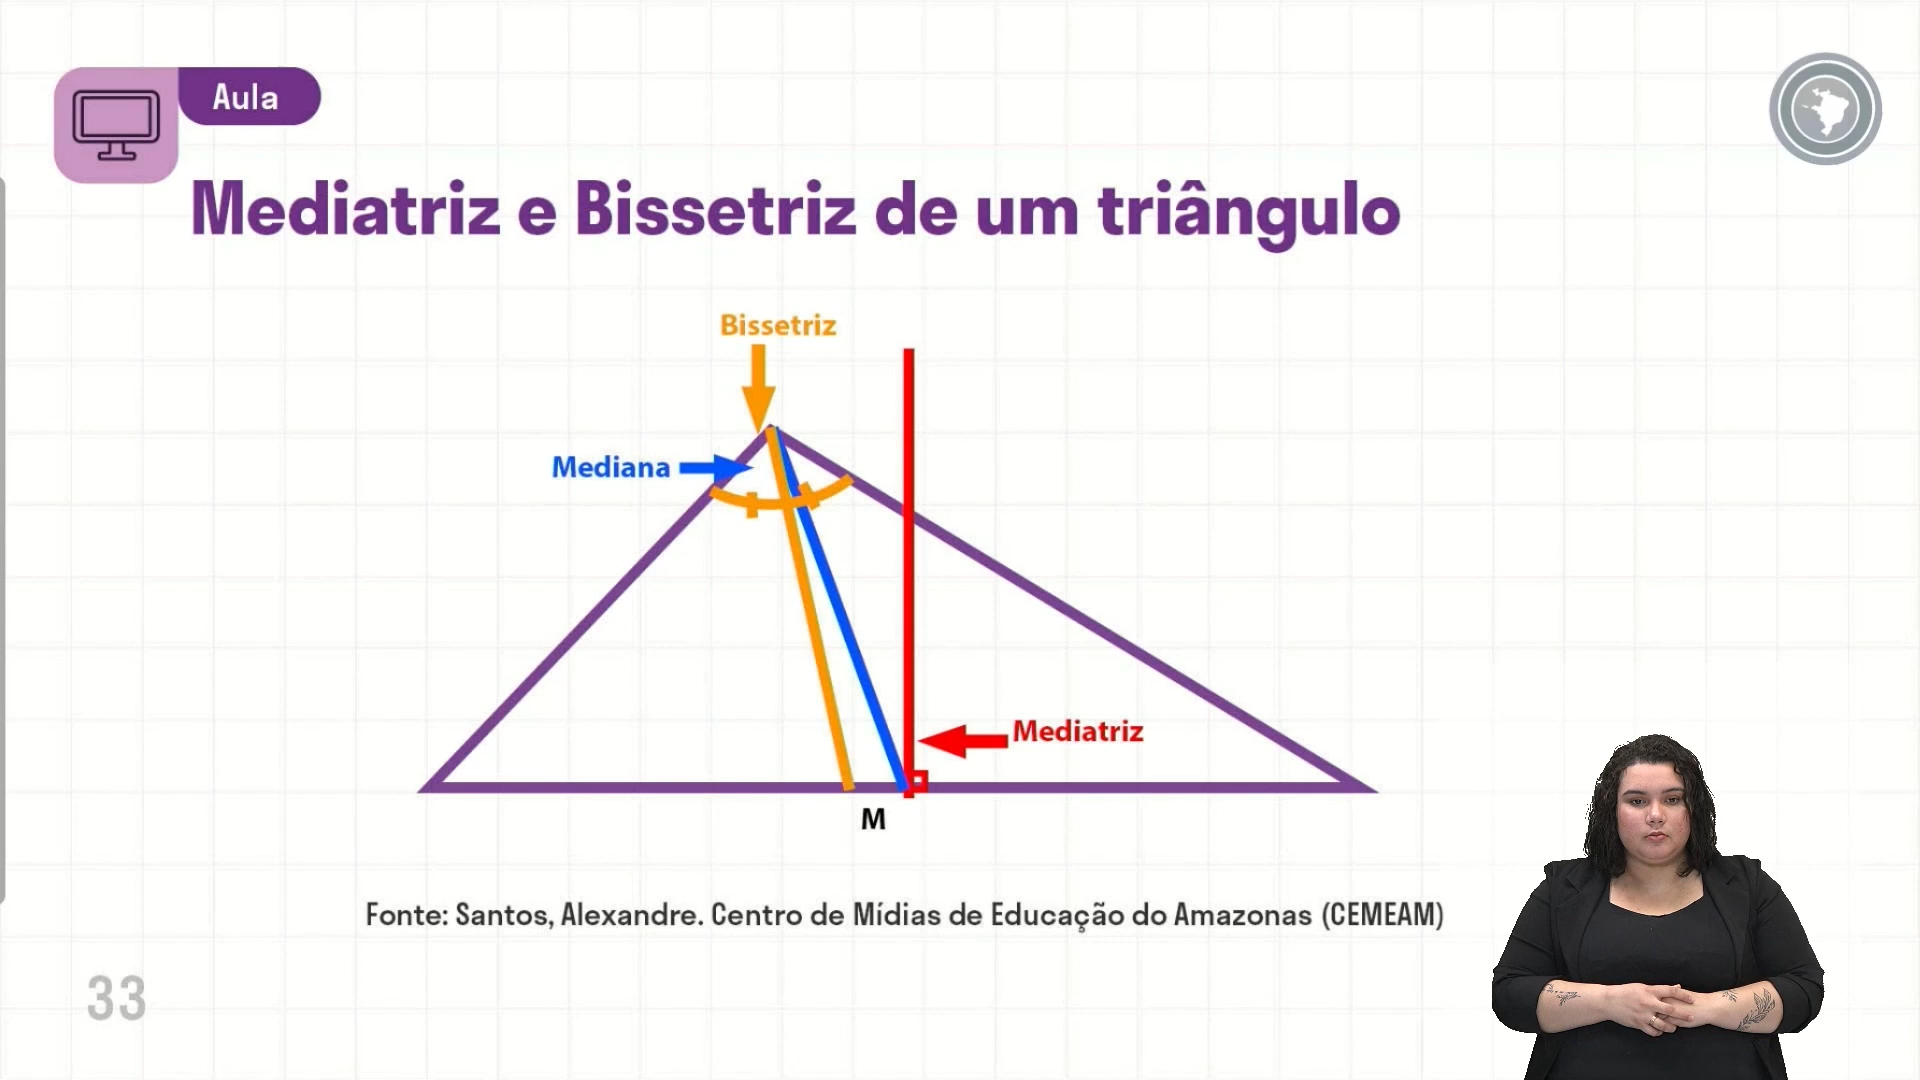 Aula
Mediatriz e Bissetriz de um triângulo
Bissetriz
Mediana
Mediatriz
M
Fonte: Santos, Alexandre. Centro de Mídias de Educação do Amazonas (CEMEAM)
33